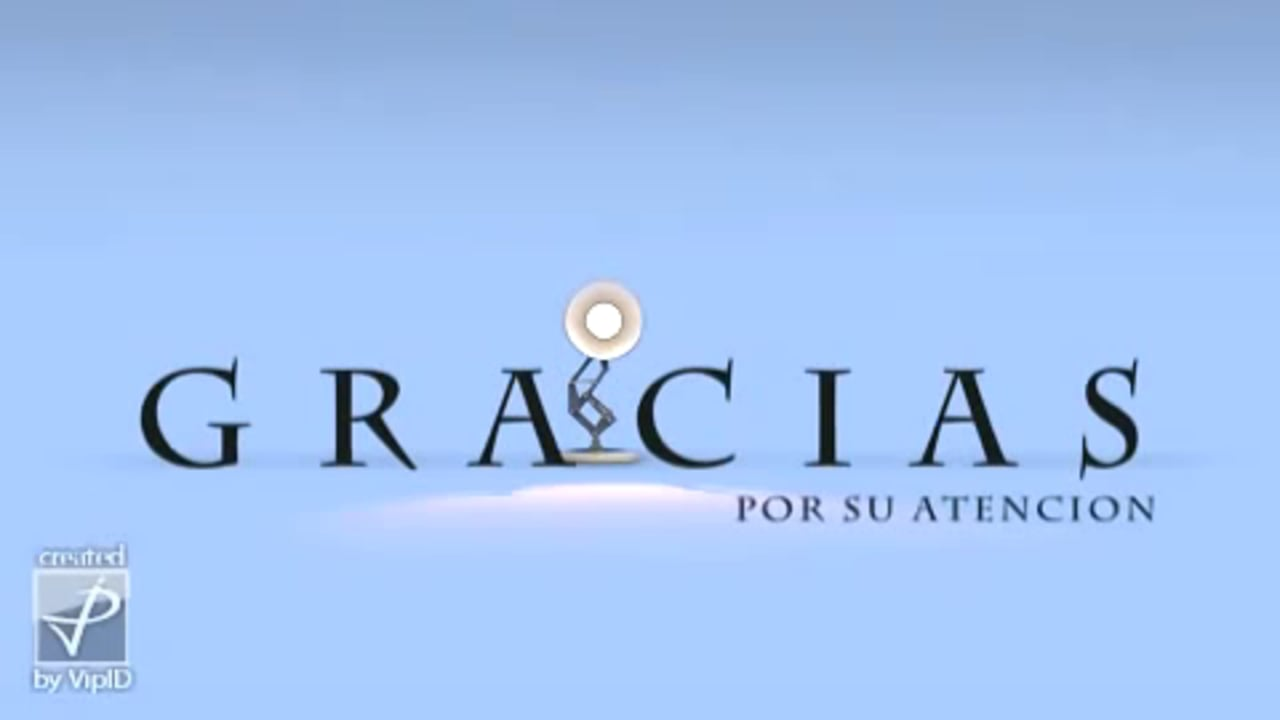 GRACIAS
POR SU ATENCION
created
by VipID